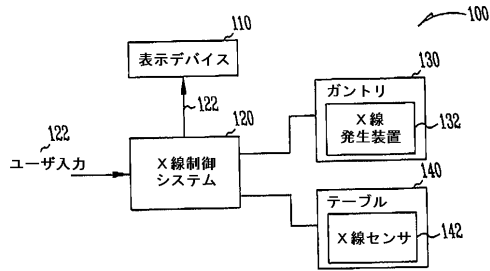 100
110
表示デバイス
122
120
X線制御
システム
122
ユーザ入力
130
ガントリ
X線
発生装置
132
140
テーブル
X線センサ
142